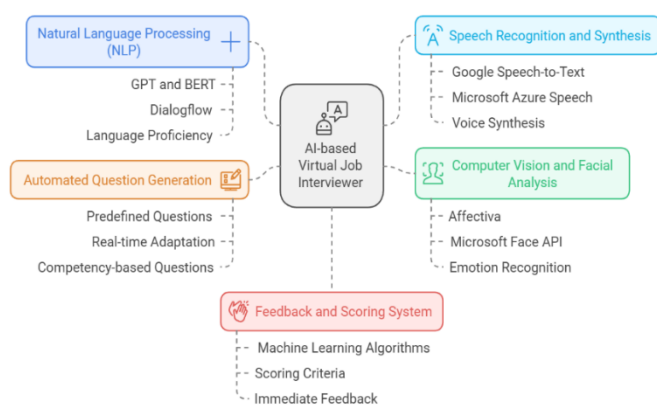 Natural Language Processing
(NLP)
GPT and BERT
Dialogflow
Language Proficiency
Automated Question Generation
Predefined Questions
Real-time Adaptation
Competency-based Questions
A
AI-based
Virtual Job
Interviewer
Speech Recognition and Synthesis
Google Speech-to-Text
Microsoft Azure Speech
Voice Synthesis
Computer Vision and Facial
Analysis
Affectiva
Microsoft Face API
Emotion Recognition
Feedback and Scoring System
Machine Learning Algorithms
Scoring Criteria
Immediate Feedback